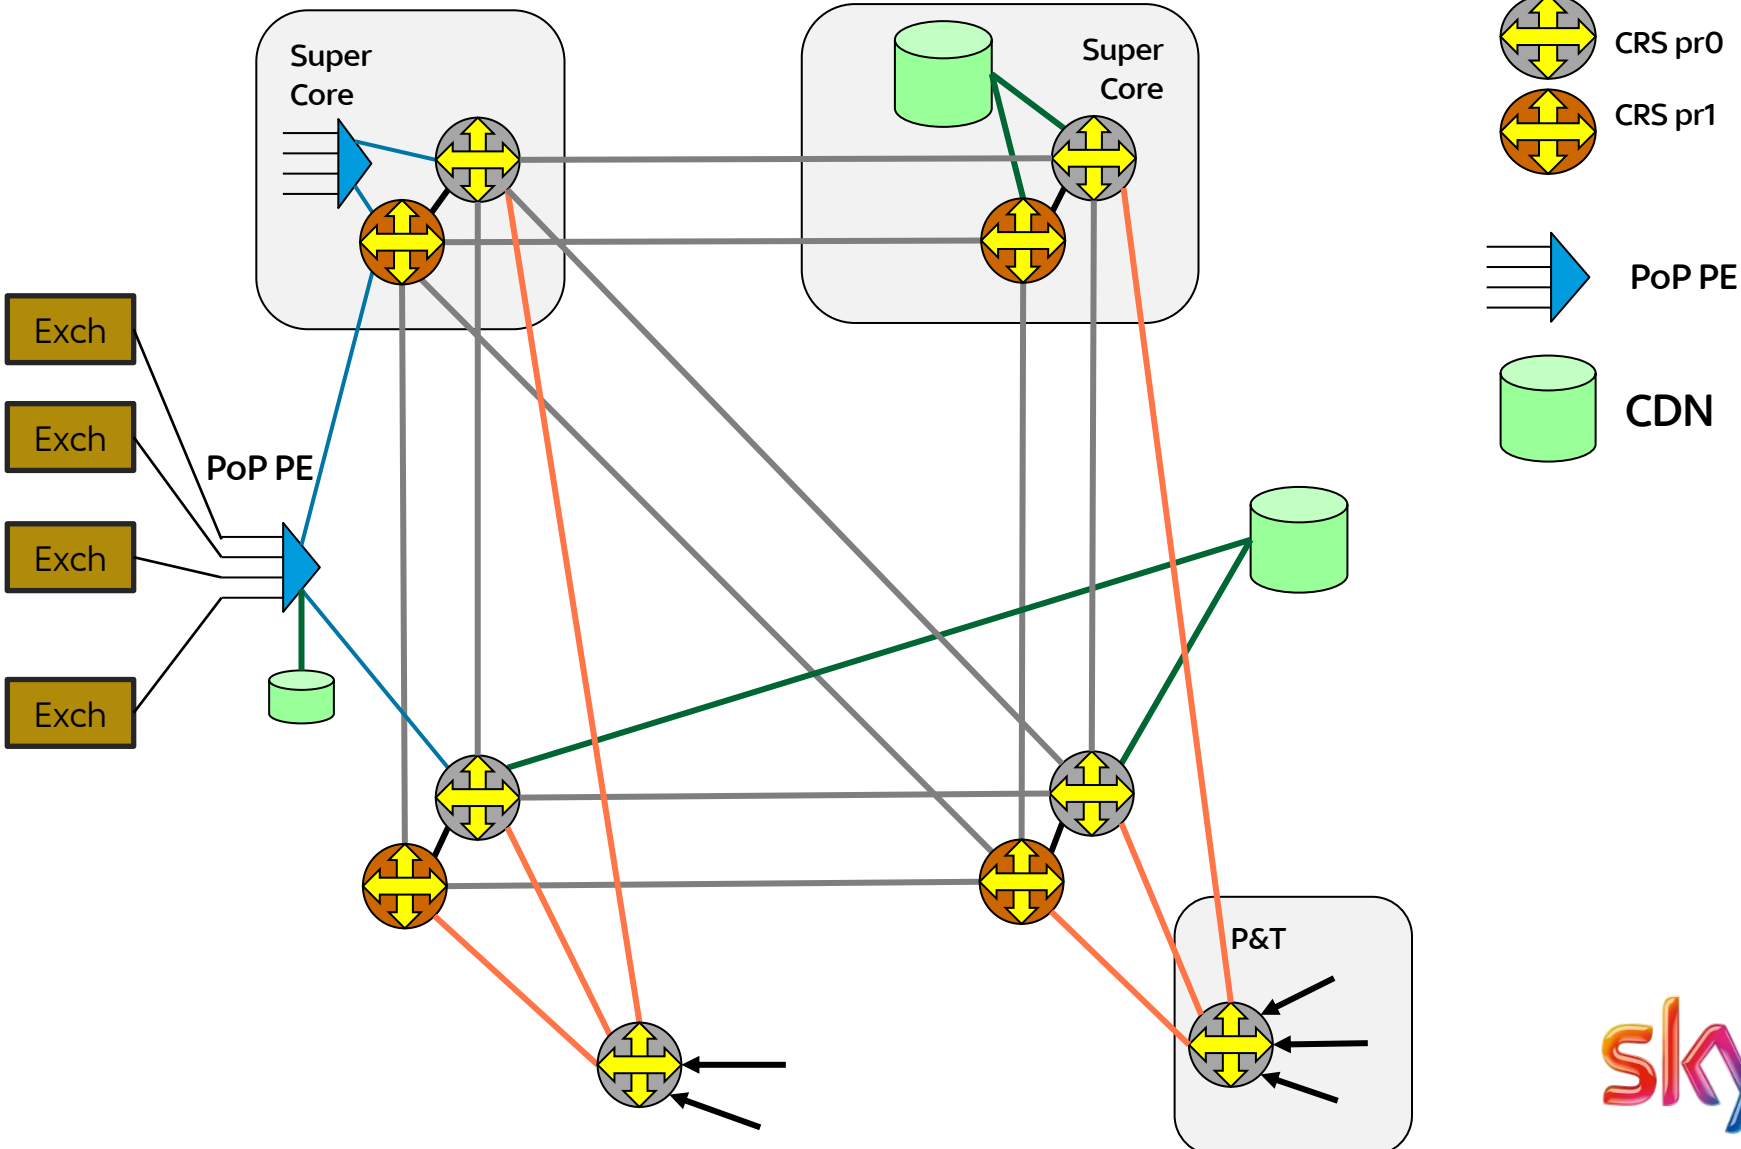 Super
Core
Super
Core
CRS pr0
CRS pr1
PoP PE
CDN
Exch
Exch
PoP PE
Exch
Exch
P&T
sky